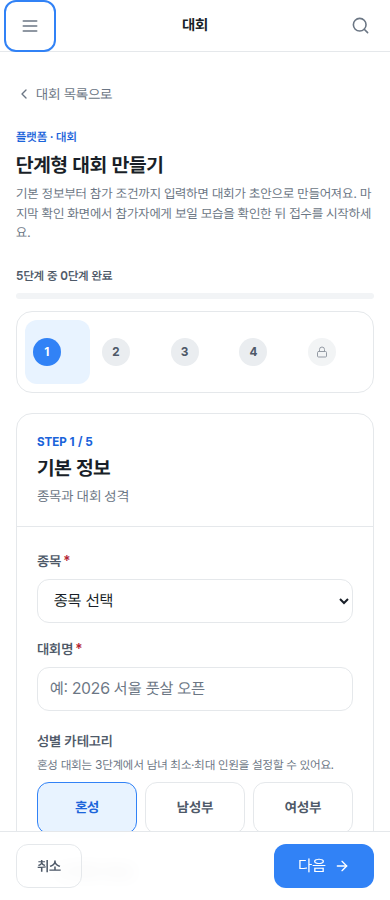 대회
대회 목록으로
플랫폼 · 대회
단계형 대회 만들기
기본 정보부터 참가 조건까지 입력하면 대회가 초안으로 만들어져요. 마
지막 확인 화면에서 참가자에게 보일 모습을 확인한 뒤 접수를 시작하세
요.
5단계 중 0단계 완료
1 2 3 4
STEP 1 / 5
기본 정보
종목과 대회 성격
종목 *
종목 선택
대회명 *
예: 2026 서울 풋살 오픈
성별 카테고리
혼성 대회는 3단계에서 남녀 최소·최대 인원을 설정할 수 있어요.
혼성 남성부 여성부
취소 다음